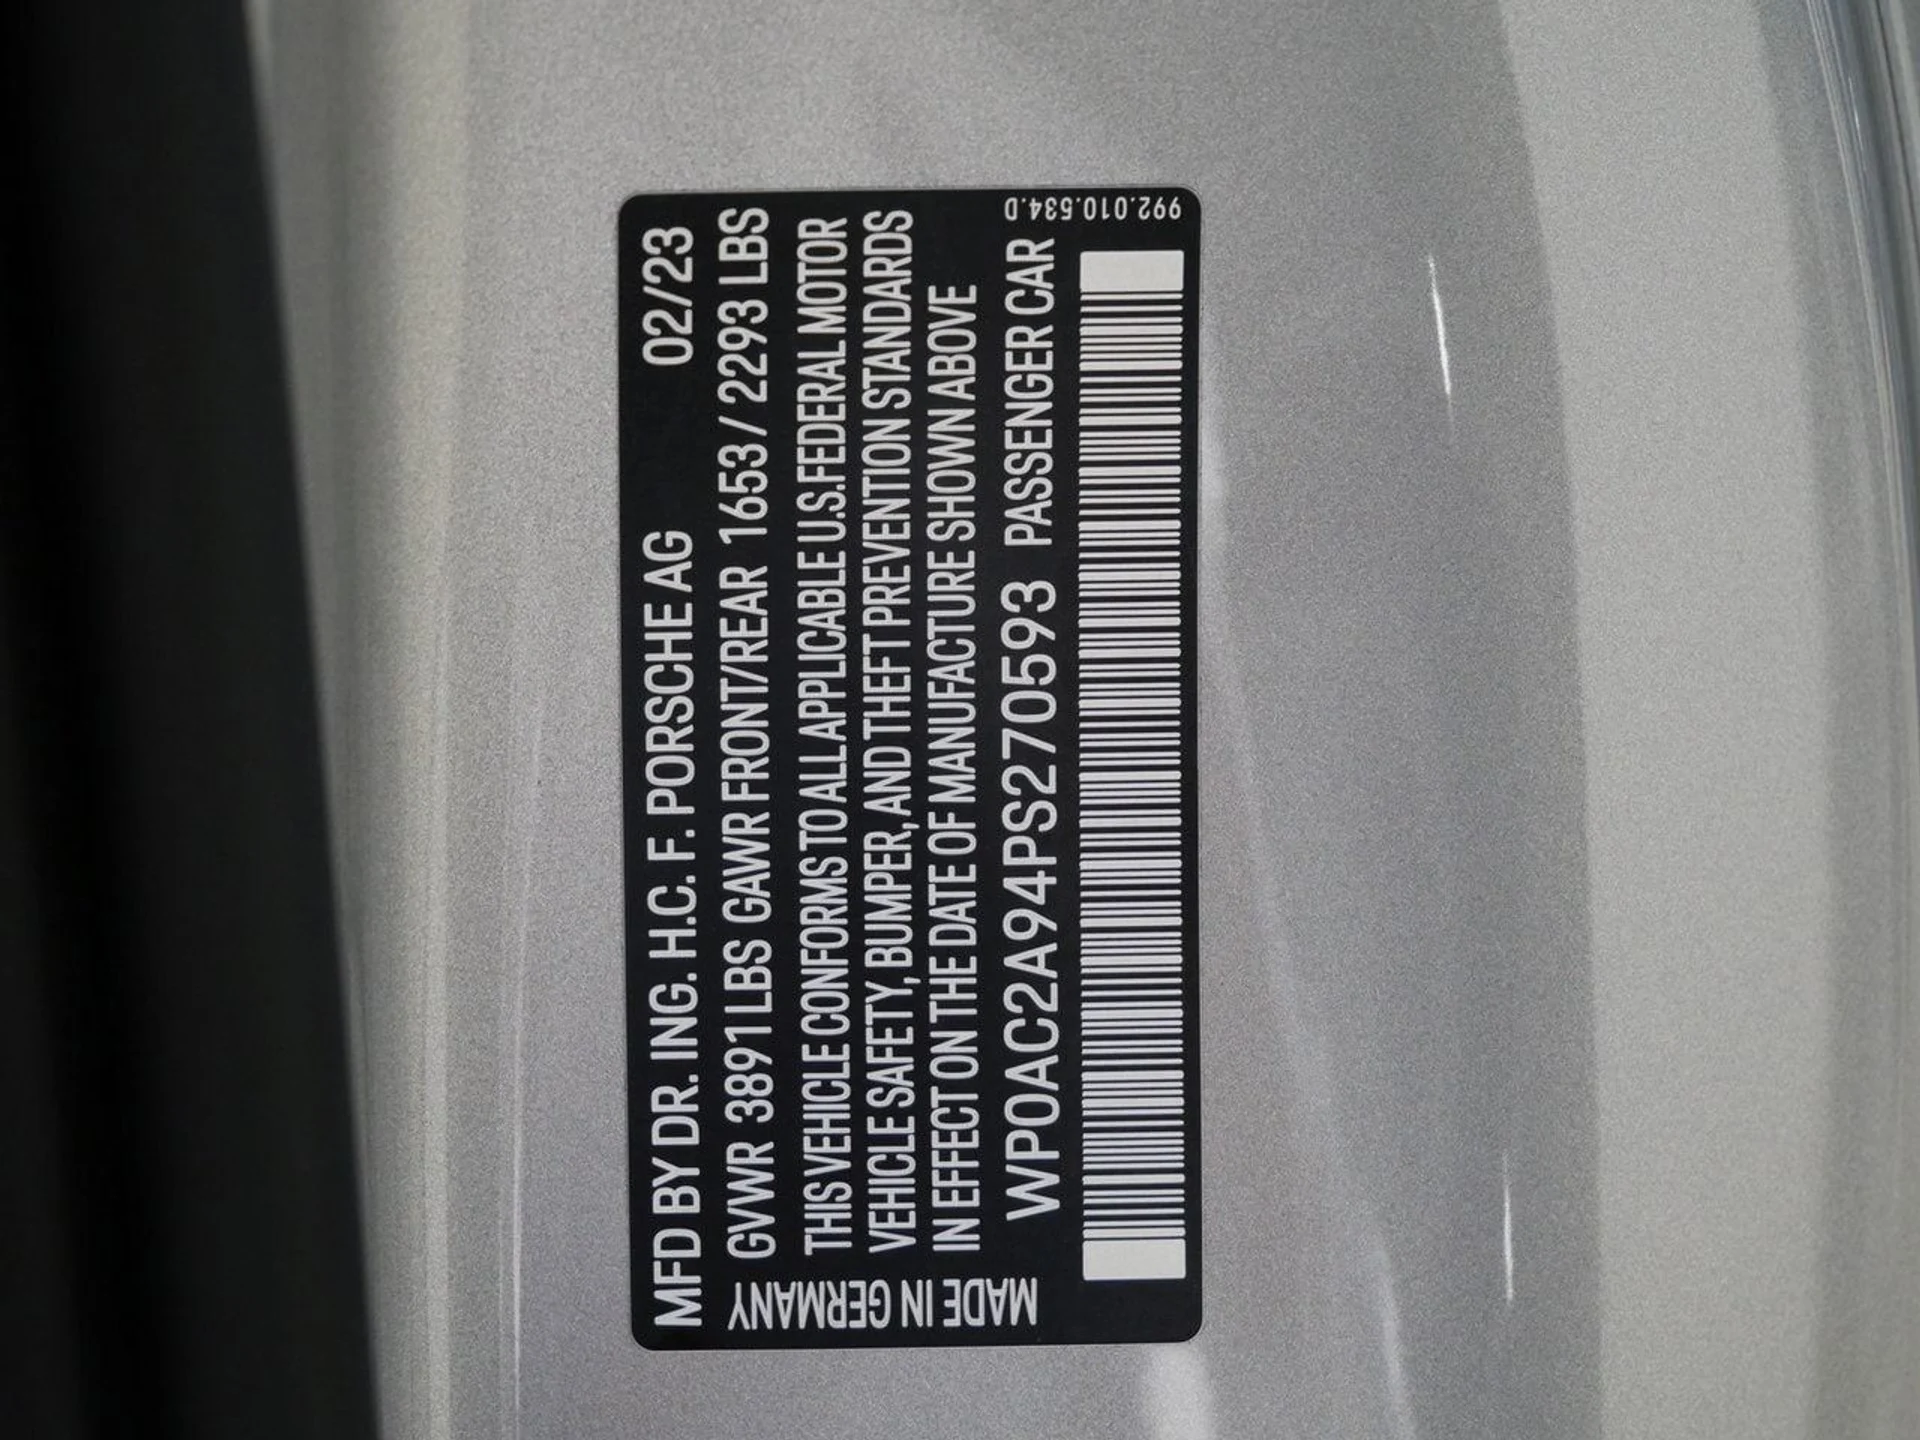 MFD BY DR. ING. H.C. F. PORSCHE AG 02/23
GVWR 3891 LBS GAWR FRONT/REAR 1653 / 2293 LBS
THIS VEHICLE CONFORMS TO ALL APPLICABLE U.S. FEDERAL MOTOR
VEHICLE SAFETY, BUMPER, AND THEFT PREVENTION STANDARDS
IN EFFECT ON THE DATE OF MANUFACTURE SHOWN ABOVE
WP0AC2A94PS270593 PASSENGER CAR
MADE IN GERMANY
992.010.534.D